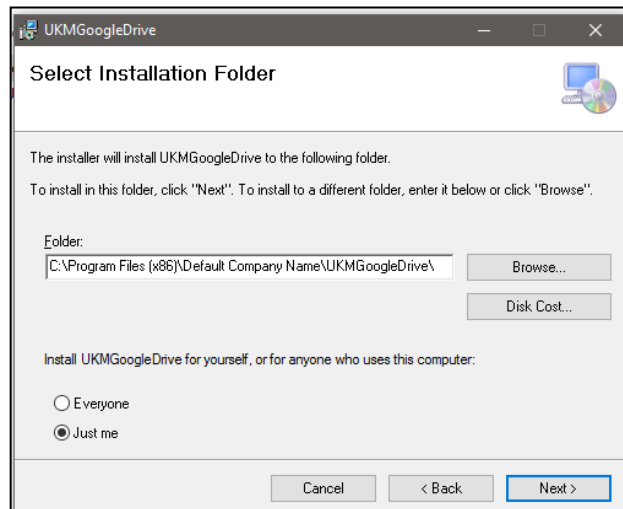 UKMGoogleDrive
Select Installation Folder
The installer will install UKMGoogleDrive to the following folder.
To install in this folder, click "Next". To install to a different folder, enter it below or click "Browse".
Folder:
C:\Program Files (x86)\Default Company Name\UKMGoogleDrive\
Browse...
Disk Cost...
Install UKMGoogleDrive for yourself, or for anyone who uses this computer:
Everyone
Just me
Cancel
< Back
Next >